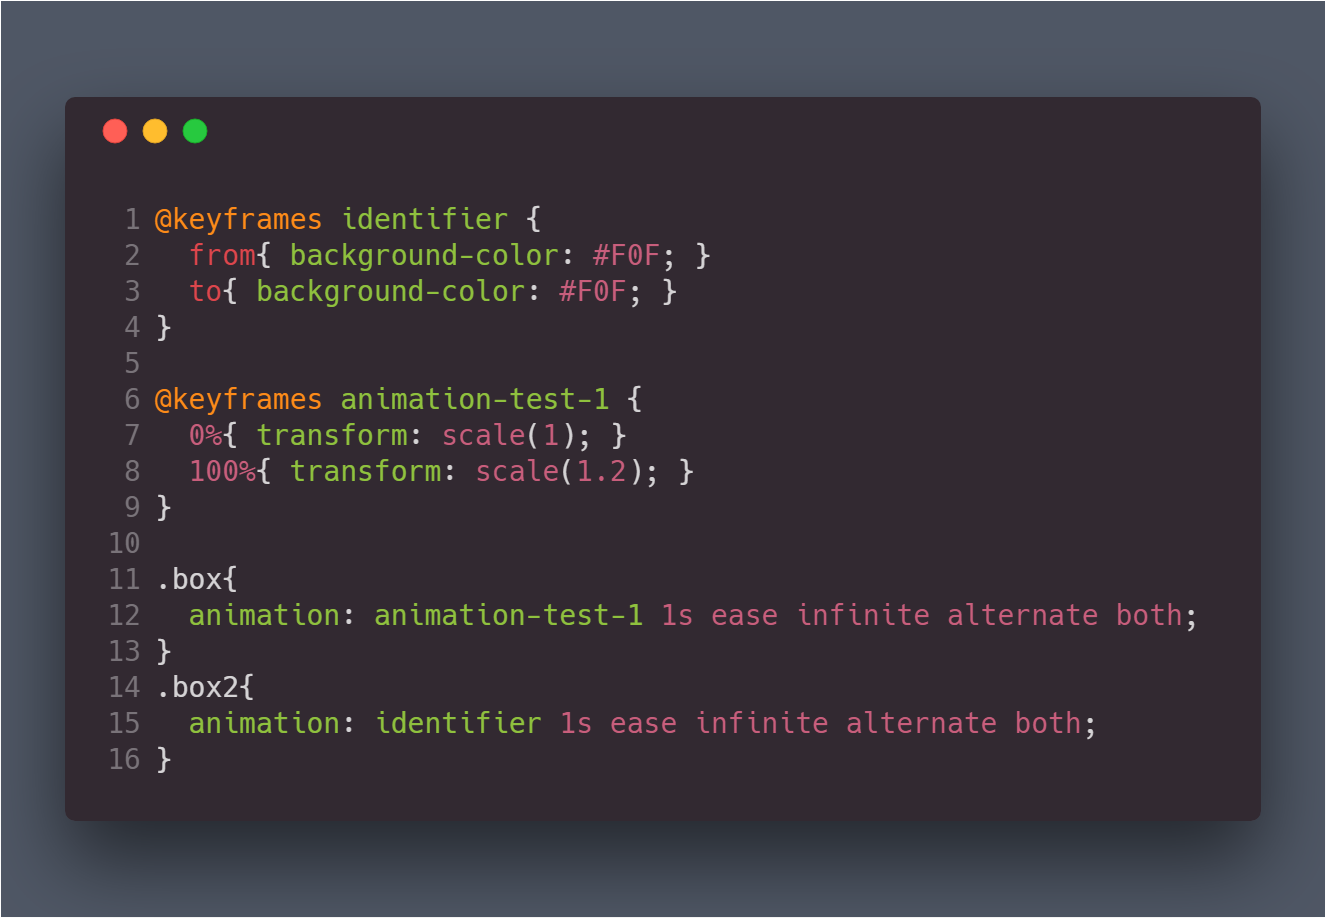 1 @keyframes identifier {
2   from{ background-color: #F0F; }
3   to{ background-color: #F0F; }
4 }
5
6 @keyframes animation-test-1 {
7   0%{ transform: scale(1); }
8   100%{ transform: scale(1.2); }
9 }
10
11 .box{
12   animation: animation-test-1 1s ease infinite alternate both;
13 }
14 .box2{
15   animation: identifier 1s ease infinite alternate both;
16 }